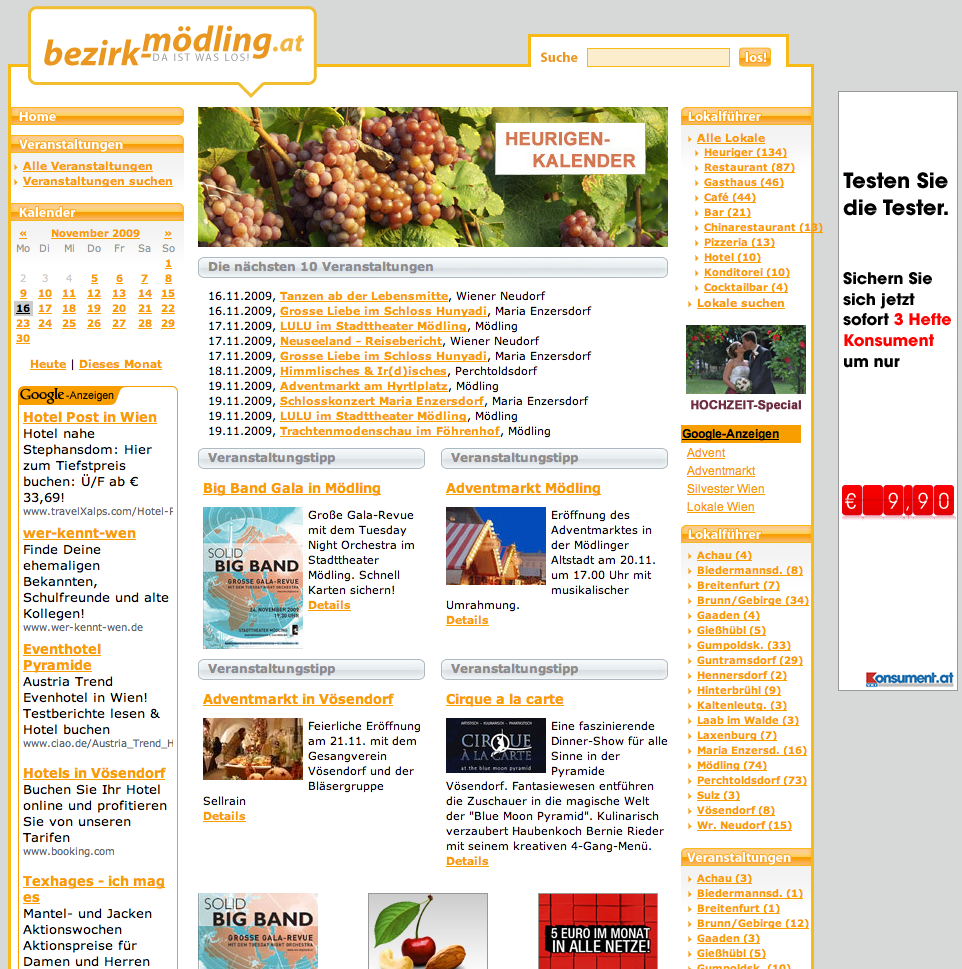 bezirk-mödling.at
DA IST WAS LOS!
Suche
los!
Home
Veranstaltungen
Alle Veranstaltungen
Veranstaltungen suchen
Kalender
« November 2009 »
Mo Di Mi Do Fr Sa So
1
2 3 4 5 6 7 8
9 10 11 12 13 14 15
16 17 18 19 20 21 22
23 24 25 26 27 28 29
30
Heute | Dieses Monat
Google-Anzeigen
Hotel Post in Wien
Hotel nahe
Stephansdom: Hier
zum Tiefstpreis
buchen: Ü/F ab €
33,69!
www.travelXalps.com/Hotel-P
wer-kennt-wen
Finde Deine
ehemaligen
Bekannten,
Schulfreunde und alte
Kollegen!
www.wer-kennt-wen.de
Eventhotel
Pyramide
Austria Trend
Evenhotel in Wien!
Testberichte lesen &
Hotel buchen
www.ciao.de/Austria_Trend_H
Hotels in Vösendorf
Buchen Sie Ihr Hotel
online und profitieren
Sie von unseren
Tarifen
www.booking.com
Texhages - ich mag
es
Mantel- und Jacken
Aktionswochen
Aktionspreise für
Damen und Herren
HEURIGEN-
KALENDER
Die nächsten 10 Veranstaltungen
16.11.2009, Tanzen ab der Lebensmitte, Wiener Neudorf
16.11.2009, Grosse Liebe im Schloss Hunyadi, Maria Enzersdorf
17.11.2009, LULU im Stadttheater Mödling, Mödling
17.11.2009, Neuseeland - Reisebericht, Wiener Neudorf
17.11.2009, Grosse Liebe im Schloss Hunyadi, Maria Enzersdorf
18.11.2009, Himmlisches & Ir(d)isches, Perchtoldsdorf
19.11.2009, Adventmarkt am Hyrtlplatz, Mödling
19.11.2009, Schlosskonzert Maria Enzersdorf, Maria Enzersdorf
19.11.2009, LULU im Stadttheater Mödling, Mödling
19.11.2009, Trachtenmodenschau im Föhrenhof, Mödling
Veranstaltungstipp
Big Band Gala in Mödling
SOLID
BIG BAND
GROSSE GALA-REVUE
MIT DEM TUESDAY NIGHT ORCHESTRA
24. NOVEMBER 2009
19.30 UHR
STADTTHEATER MÖDLING
Große Gala-Revue
mit dem Tuesday
Night Orchestra im
Stadttheater
Mödling. Schnell
Karten sichern!
Details
Veranstaltungstipp
Adventmarkt Mödling
Eröffnung des
Adventmarktes in
der Mödlinger
Altstadt am 20.11.
um 17.00 Uhr mit
musikalischer
Umrahmung.
Details
Veranstaltungstipp
Adventmarkt in Vösendorf
Feierliche Eröffnung
am 21.11. mit dem
Gesangverein
Vösendorf und der
Bläsergruppe
Sellrain
Details
Veranstaltungstipp
Cirque a la carte
ARTISTISCH - KULINARISCH - PHANTASTISCH
CIRQUE
À LA CARTE
at the blue moon pyramid
Eine faszinierende
Dinner-Show für alle
Sinne in der
Pyramide
Vösendorf. Fantasiewesen entführen
die Zuschauer in die magische Welt
der "Blue Moon Pyramid". Kulinarisch
verzaubert Haubenkoch Bernie Rieder
mit seinem kreativen 4-Gang-Menü.
Details
SOLID
BIG BAND
GROSSE GALA-REVUE
MIT DEM TUESDAY NIGHT ORCHESTRA
5 EURO IM MONAT
IN ALLE NETZE!
Lokalführer
Alle Lokale
Heuriger (134)
Restaurant (87)
Gasthaus (46)
Café (44)
Bar (21)
Chinarestaurant (13)
Pizzeria (13)
Hotel (10)
Konditorei (10)
Cocktailbar (4)
Lokale suchen
HOCHZEIT-Special
Google-Anzeigen
Advent
Adventmarkt
Silvester Wien
Lokale Wien
Lokalführer
Achau (4)
Biedermannsd. (8)
Breitenfurt (7)
Brunn/Gebirge (34)
Gaaden (4)
Gießhübl (5)
Gumpoldsk. (33)
Guntramsdorf (29)
Hennersdorf (2)
Hinterbrühl (9)
Kaltenleutg. (3)
Laab im Walde (3)
Laxenburg (7)
Maria Enzersd. (16)
Mödling (74)
Perchtoldsdorf (73)
Sulz (3)
Vösendorf (8)
Wr. Neudorf (15)
Veranstaltungen
Achau (3)
Biedermannsd. (1)
Breitenfurt (1)
Brunn/Gebirge (12)
Gaaden (3)
Gießhübl (5)
Gumpoldsk. (10)
Testen Sie
die Tester.
Sichern Sie
sich jetzt
sofort 3 Hefte
Konsument
um nur
€ 9,90
Konsument.at